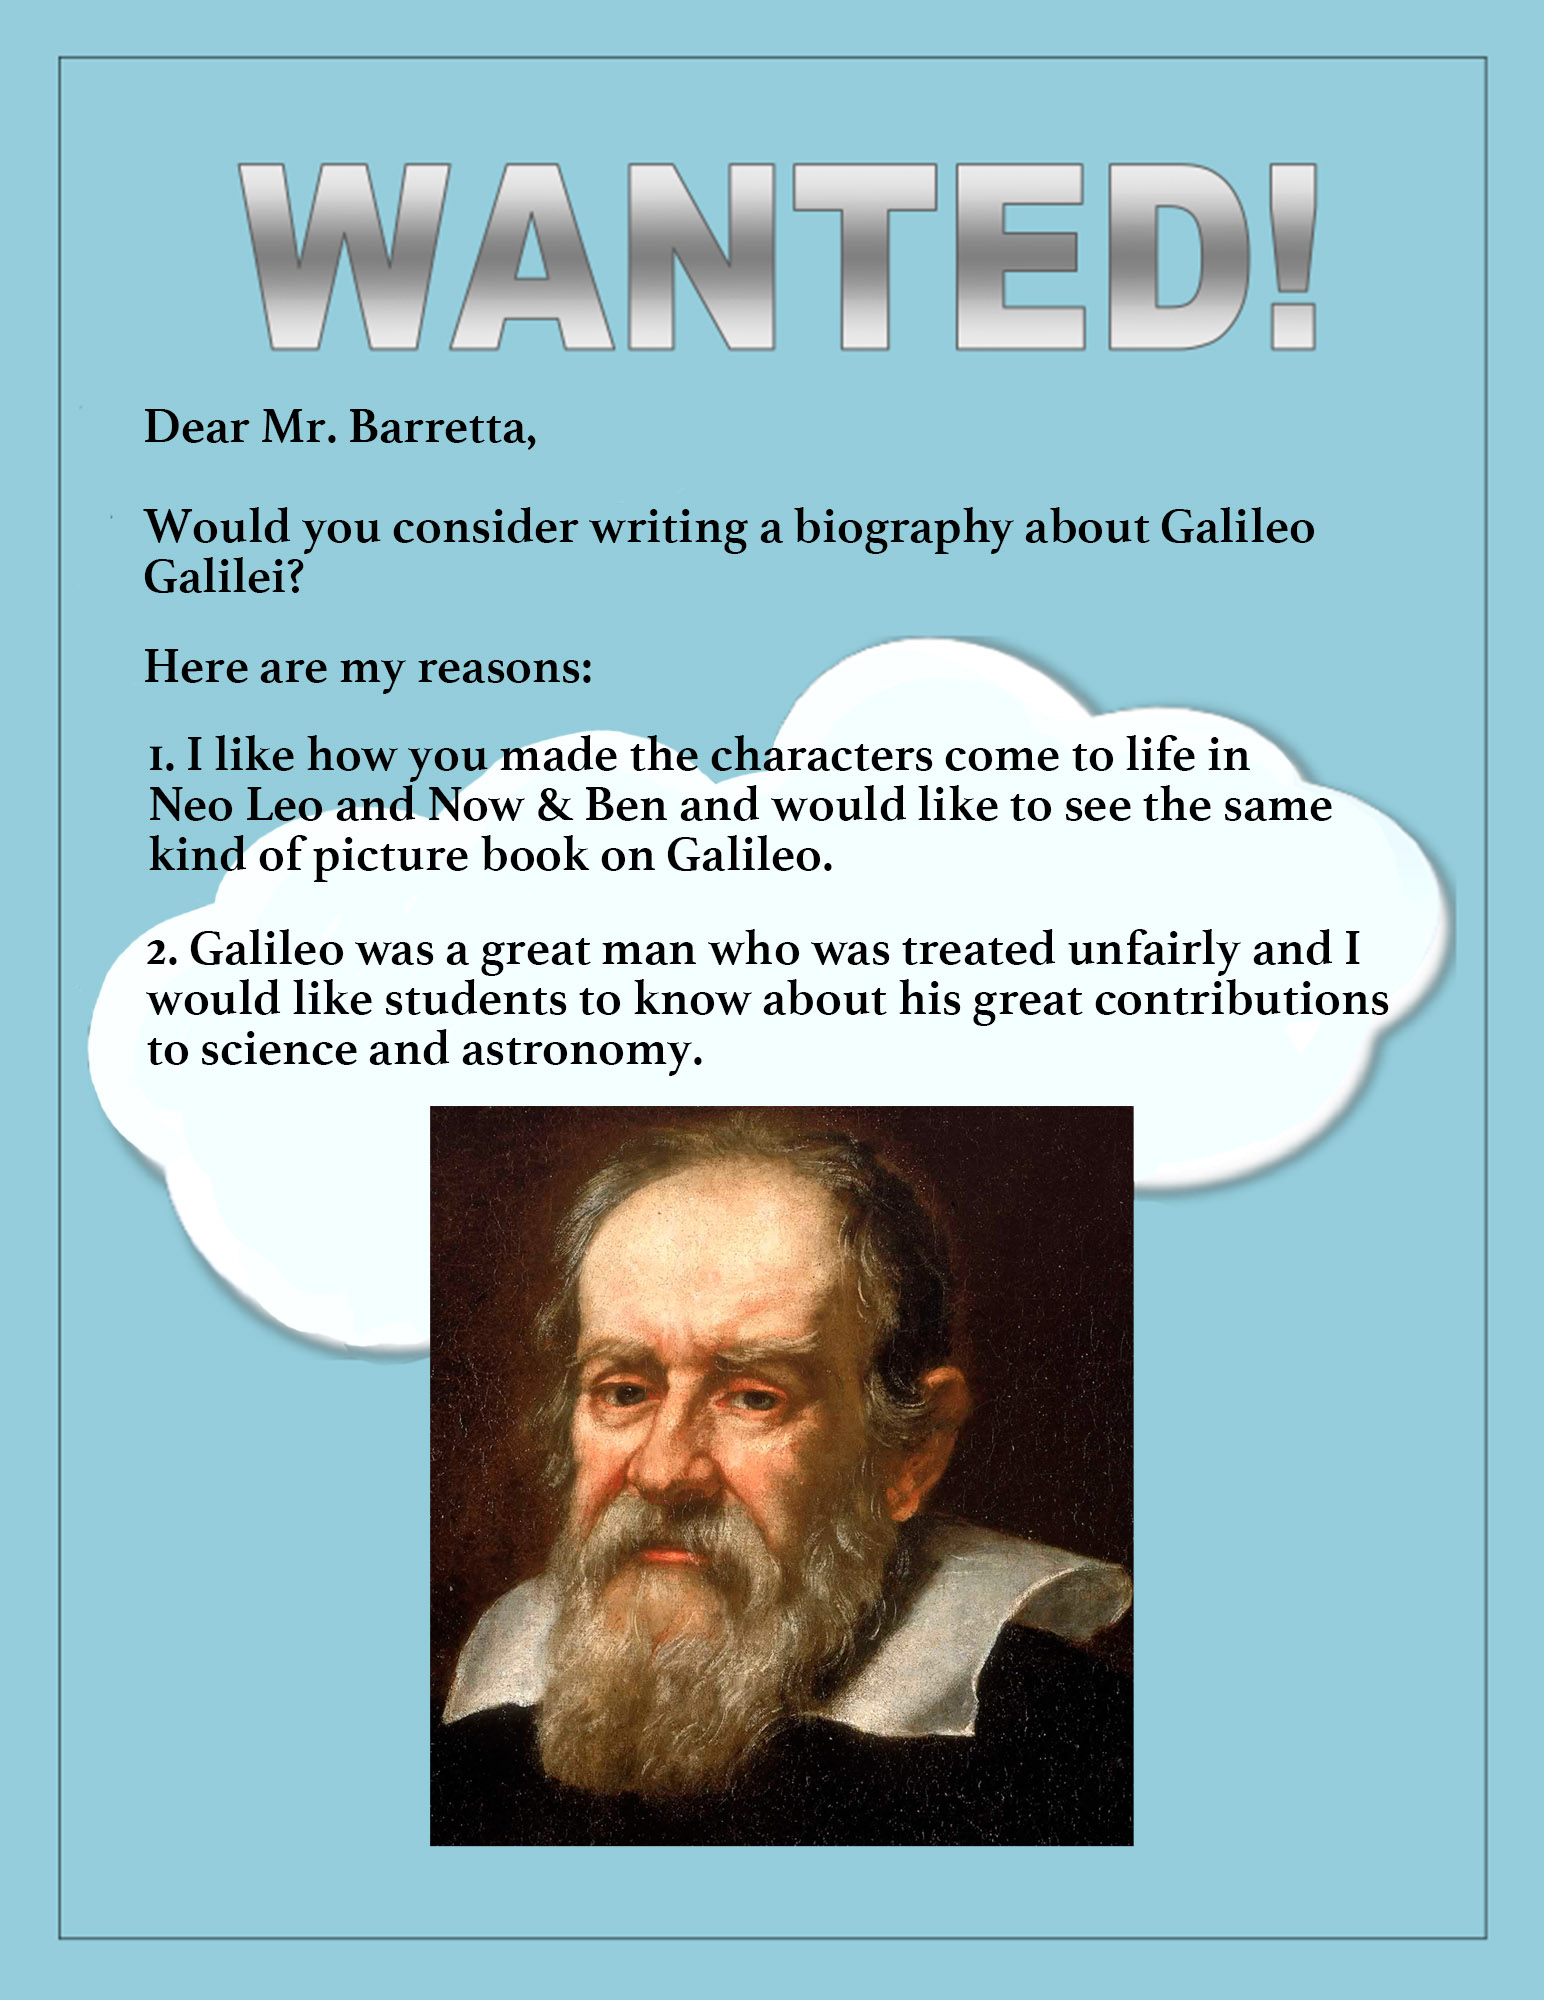 WANTED!
Dear Mr. Barretta,
Would you consider writing a biography about Galileo
Galilei?
Here are my reasons:
1. I like how you made the characters come to life in
Neo Leo and Now & Ben and would like to see the same
kind of picture book on Galileo.
2. Galileo was a great man who was treated unfairly and I
would like students to know about his great contributions
to science and astronomy.